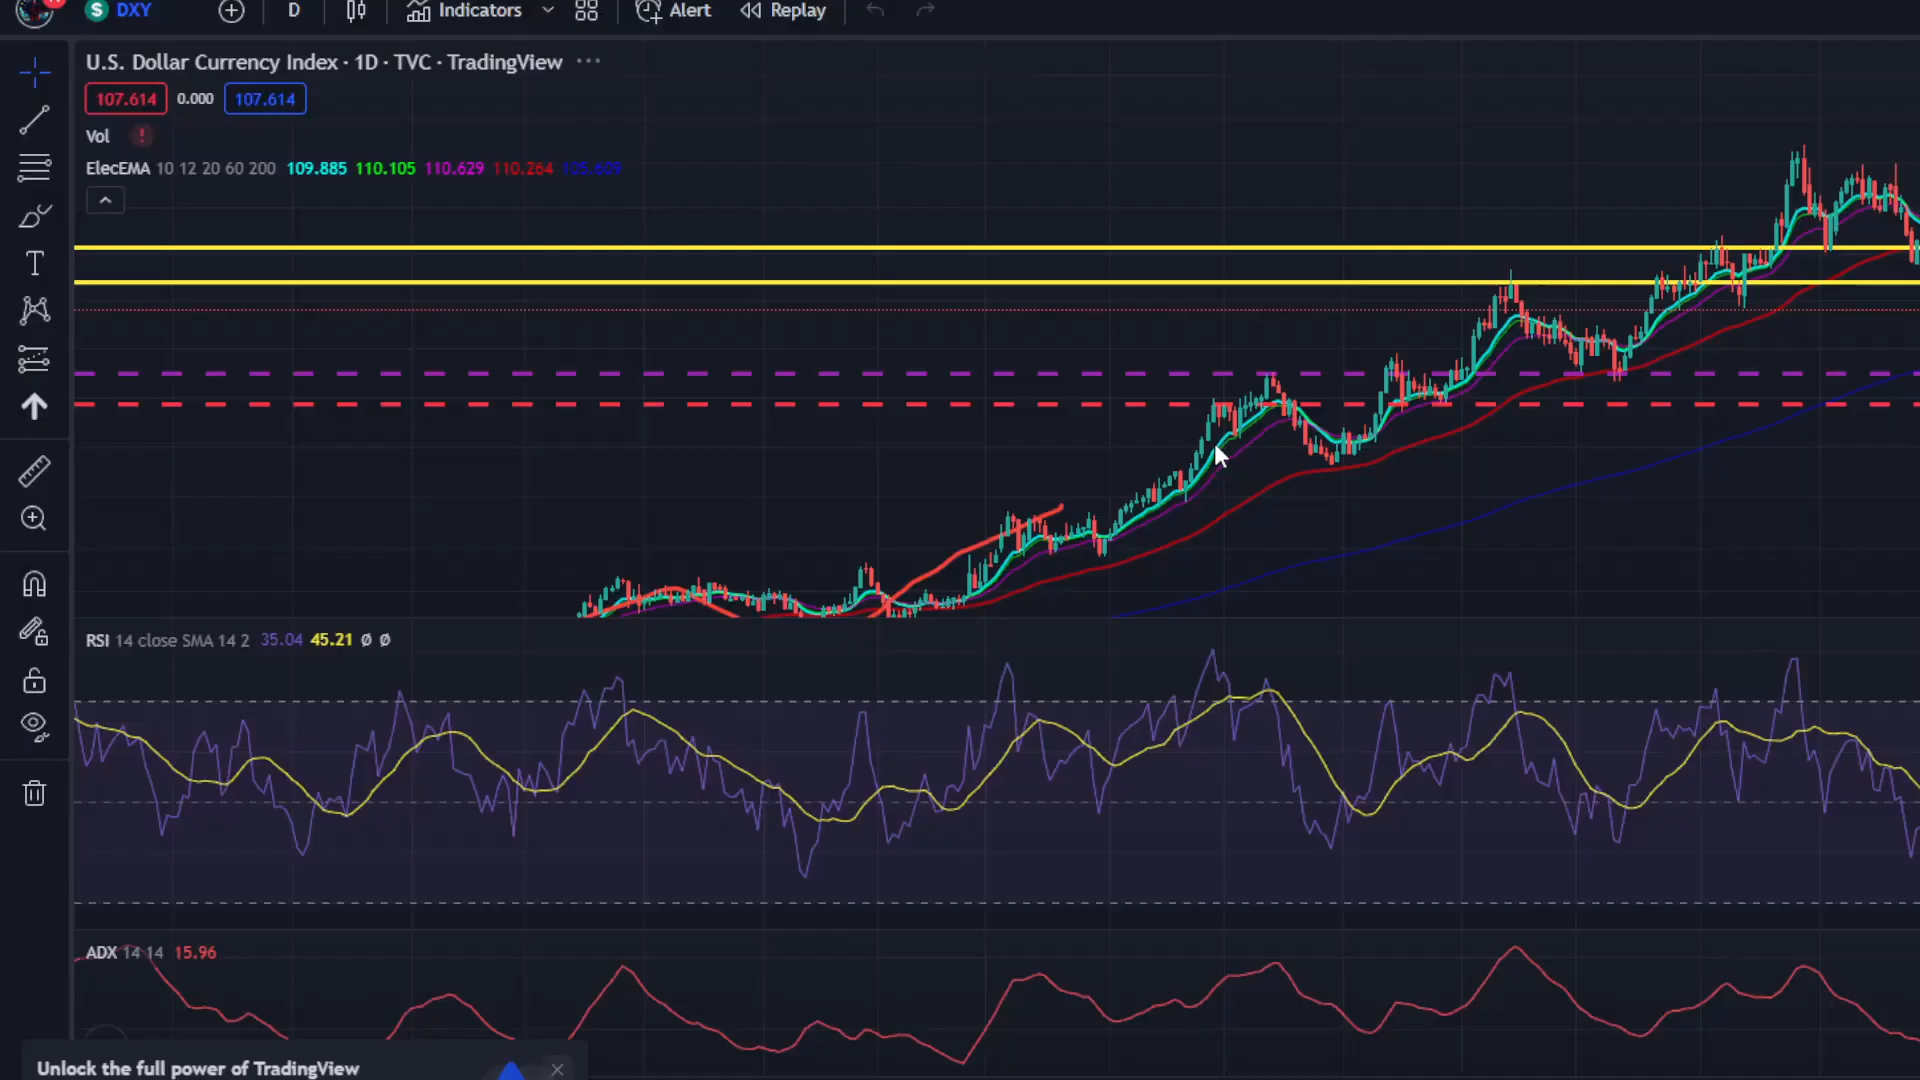 DXY D Indicators Alert Replay
U.S. Dollar Currency Index · 1D · TVC · TradingView
107.614 0.000 107.614
Vol
ElecEMA 10 12 20 60 200 109.885 110.105 110.629 110.264 105.609
RSI 14 close SMA 14 2 35.04 45.21 Ø Ø
ADX 14 14 15.96
Unlock the full power of TradingView